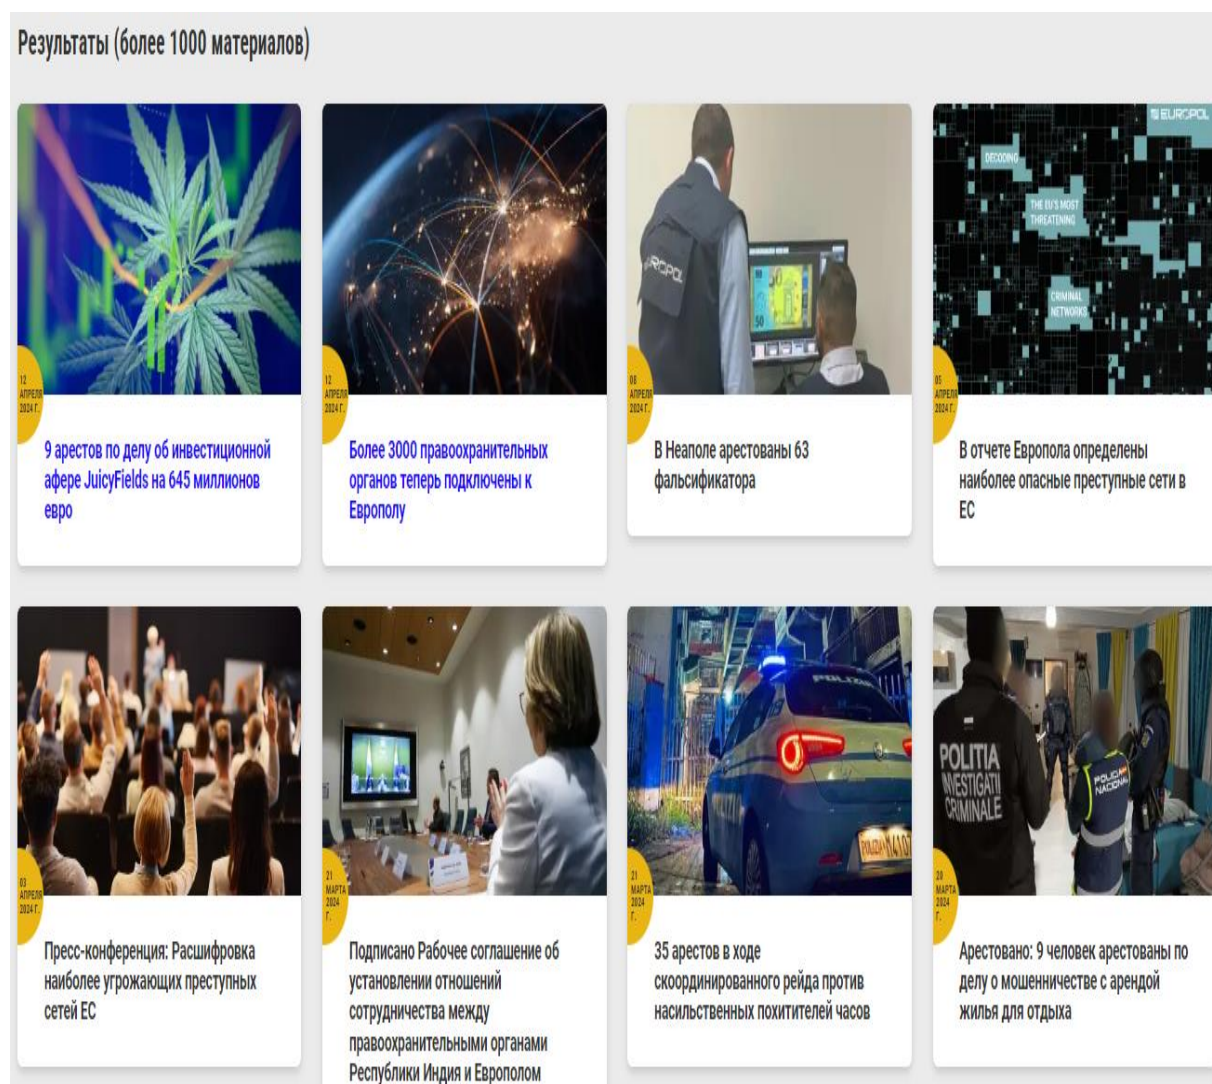 Результаты (более 1000 материалов)
EUROPOL
DECODING
THE EU'S MOST
THREATENING
CRIMINAL
NETWORKS
EUROPOL
50
12
АПРЕЛЯ
2024 Г.
9 арестов по делу об инвестиционной
афере JuicyFields на 645 миллионов
евро
12
АПРЕЛЯ
2024 Г.
Более 3000 правоохранительных
органов теперь подключены к
Европолу
08
АПРЕЛЯ
2024 Г.
В Неаполе арестованы 63
фальсификатора
05
АПРЕЛЯ
2024 Г.
В отчете Европола определены
наиболее опасные преступные сети в
ЕС
03
АПРЕЛЯ
2024 Г.
Пресс-конференция: Расшифровка
наиболее угрожающих преступных
сетей ЕС
21
МАРТА
2024
Г.
Подписано Рабочее соглашение об
установлении отношений
сотрудничества между
правоохранительными органами
Республики Индия и Европолом
POLIZIA
21
МАРТА
2024
Г.
35 арестов в ходе
скоординированного рейда против
насильственных похитителей часов
POLITIA
INVESTIGATII
CRIMINALE
POLICIA
NACIONAL
20
МАРТА
2024
Г.
Арестовано: 9 человек арестованы по
делу о мошенничестве с арендой
жилья для отдыха